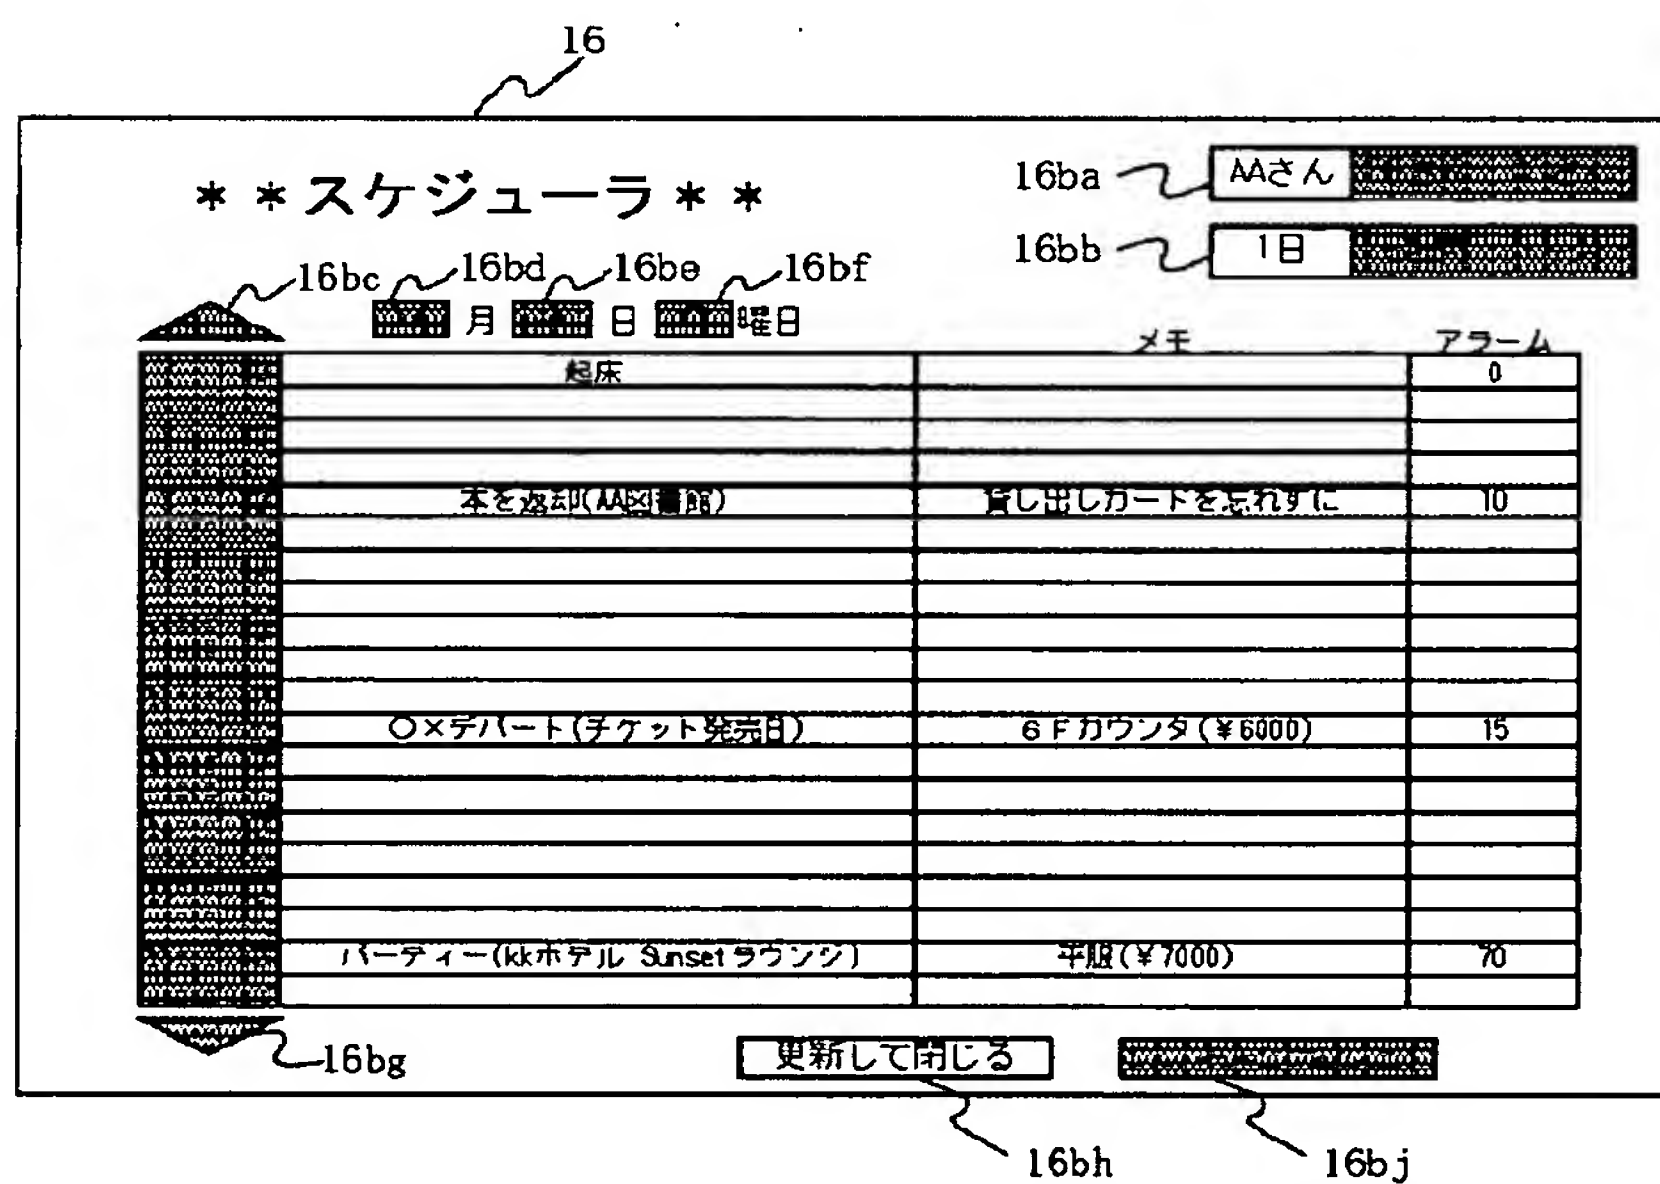 16
**スケジューラ**
16ba AAさん
16bb 1日
16bc 16bd 16be 16bf
月 日 曜日
メモ アラーム
起床 0
本を返却(AA図書館) 貸し出しカードを忘れずに 10
○×デパート(チケット発売日) 6Fカウンタ(¥6000) 15
パーティー(kkホテル Sunsetラウンジ) 平服(¥7000) 70
16bg 更新して閉じる
16bh 16bj